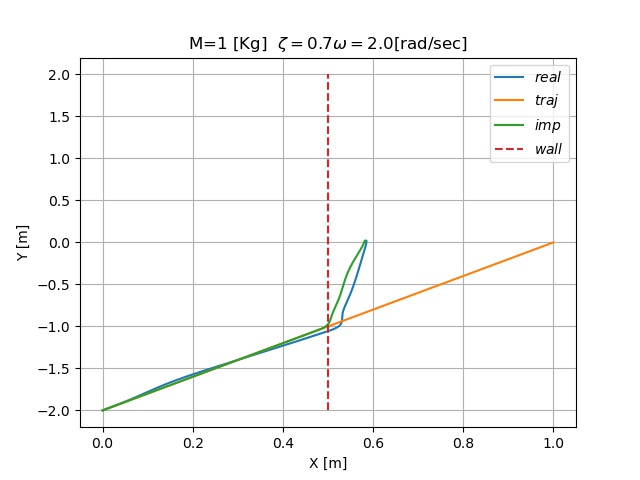 M=1 [Kg]  ζ = 0.7ω = 2.0[rad/sec]
real
traj
imp
wall
2.0
1.5
1.0
0.5
0.0
−0.5
−1.0
−1.5
−2.0
Y [m]
0.0 0.2 0.4 0.6 0.8 1.0
X [m]